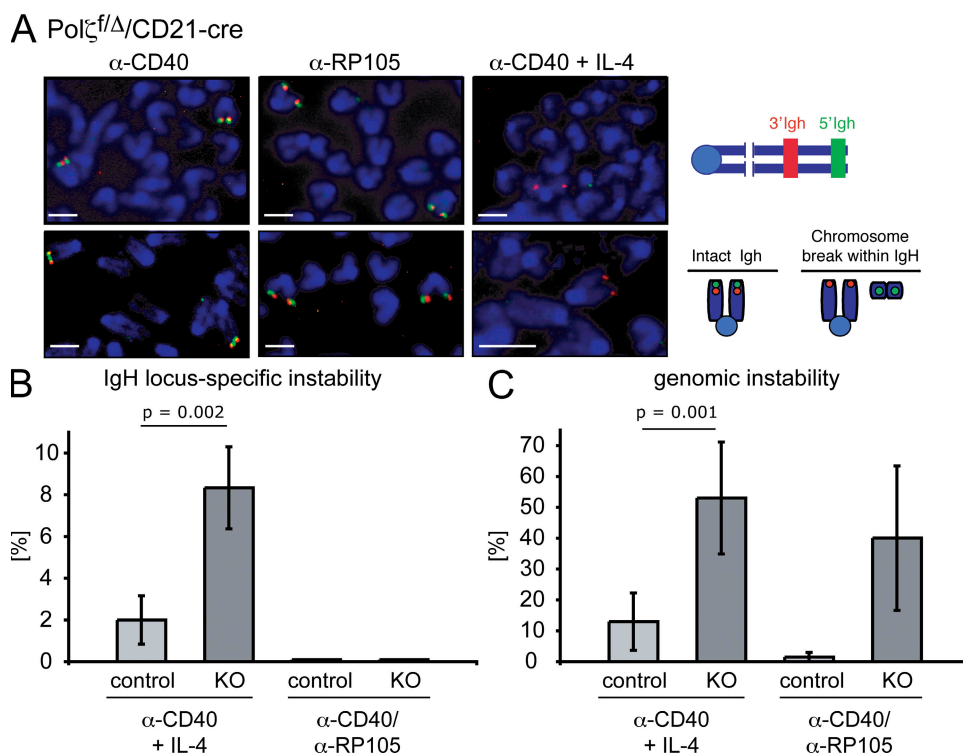 A Polζf/Δ/CD21-cre
α-CD40
α-RP105
α-CD40 + IL-4
3'Igh 5'Igh
Intact Igh
Chromosome
break within IgH
B IgH locus-specific instability
p = 0.002
10
8
6
4
2
0
[%]
control KO control KO
α-CD40
+ IL-4
α-CD40/
α-RP105
C genomic instability
p = 0.001
70
60
50
40
30
20
10
0
[%]
control KO control KO
α-CD40
+ IL-4
α-CD40/
α-RP105